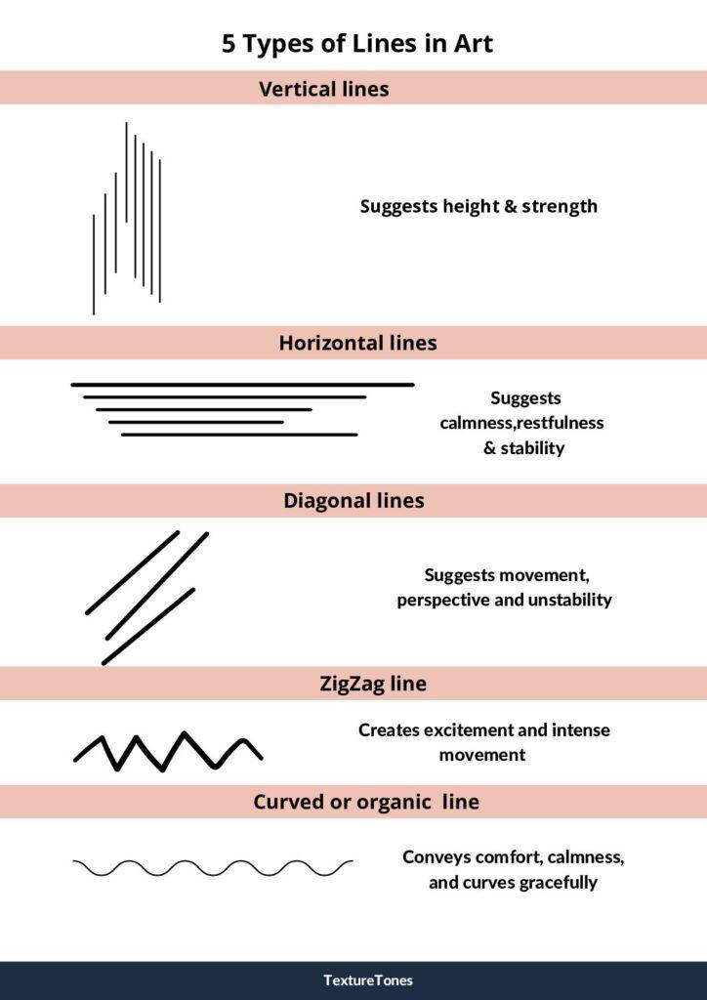 5 Types of Lines in Art
Vertical lines
Suggests height & strength
Horizontal lines
Suggests
calmness,restfulness
& stability
Diagonal lines
Suggests movement,
perspective and unstability
ZigZag line
Creates excitement and intense
movement
Curved or organic  line
Conveys comfort, calmness,
and curves gracefully
TextureTones